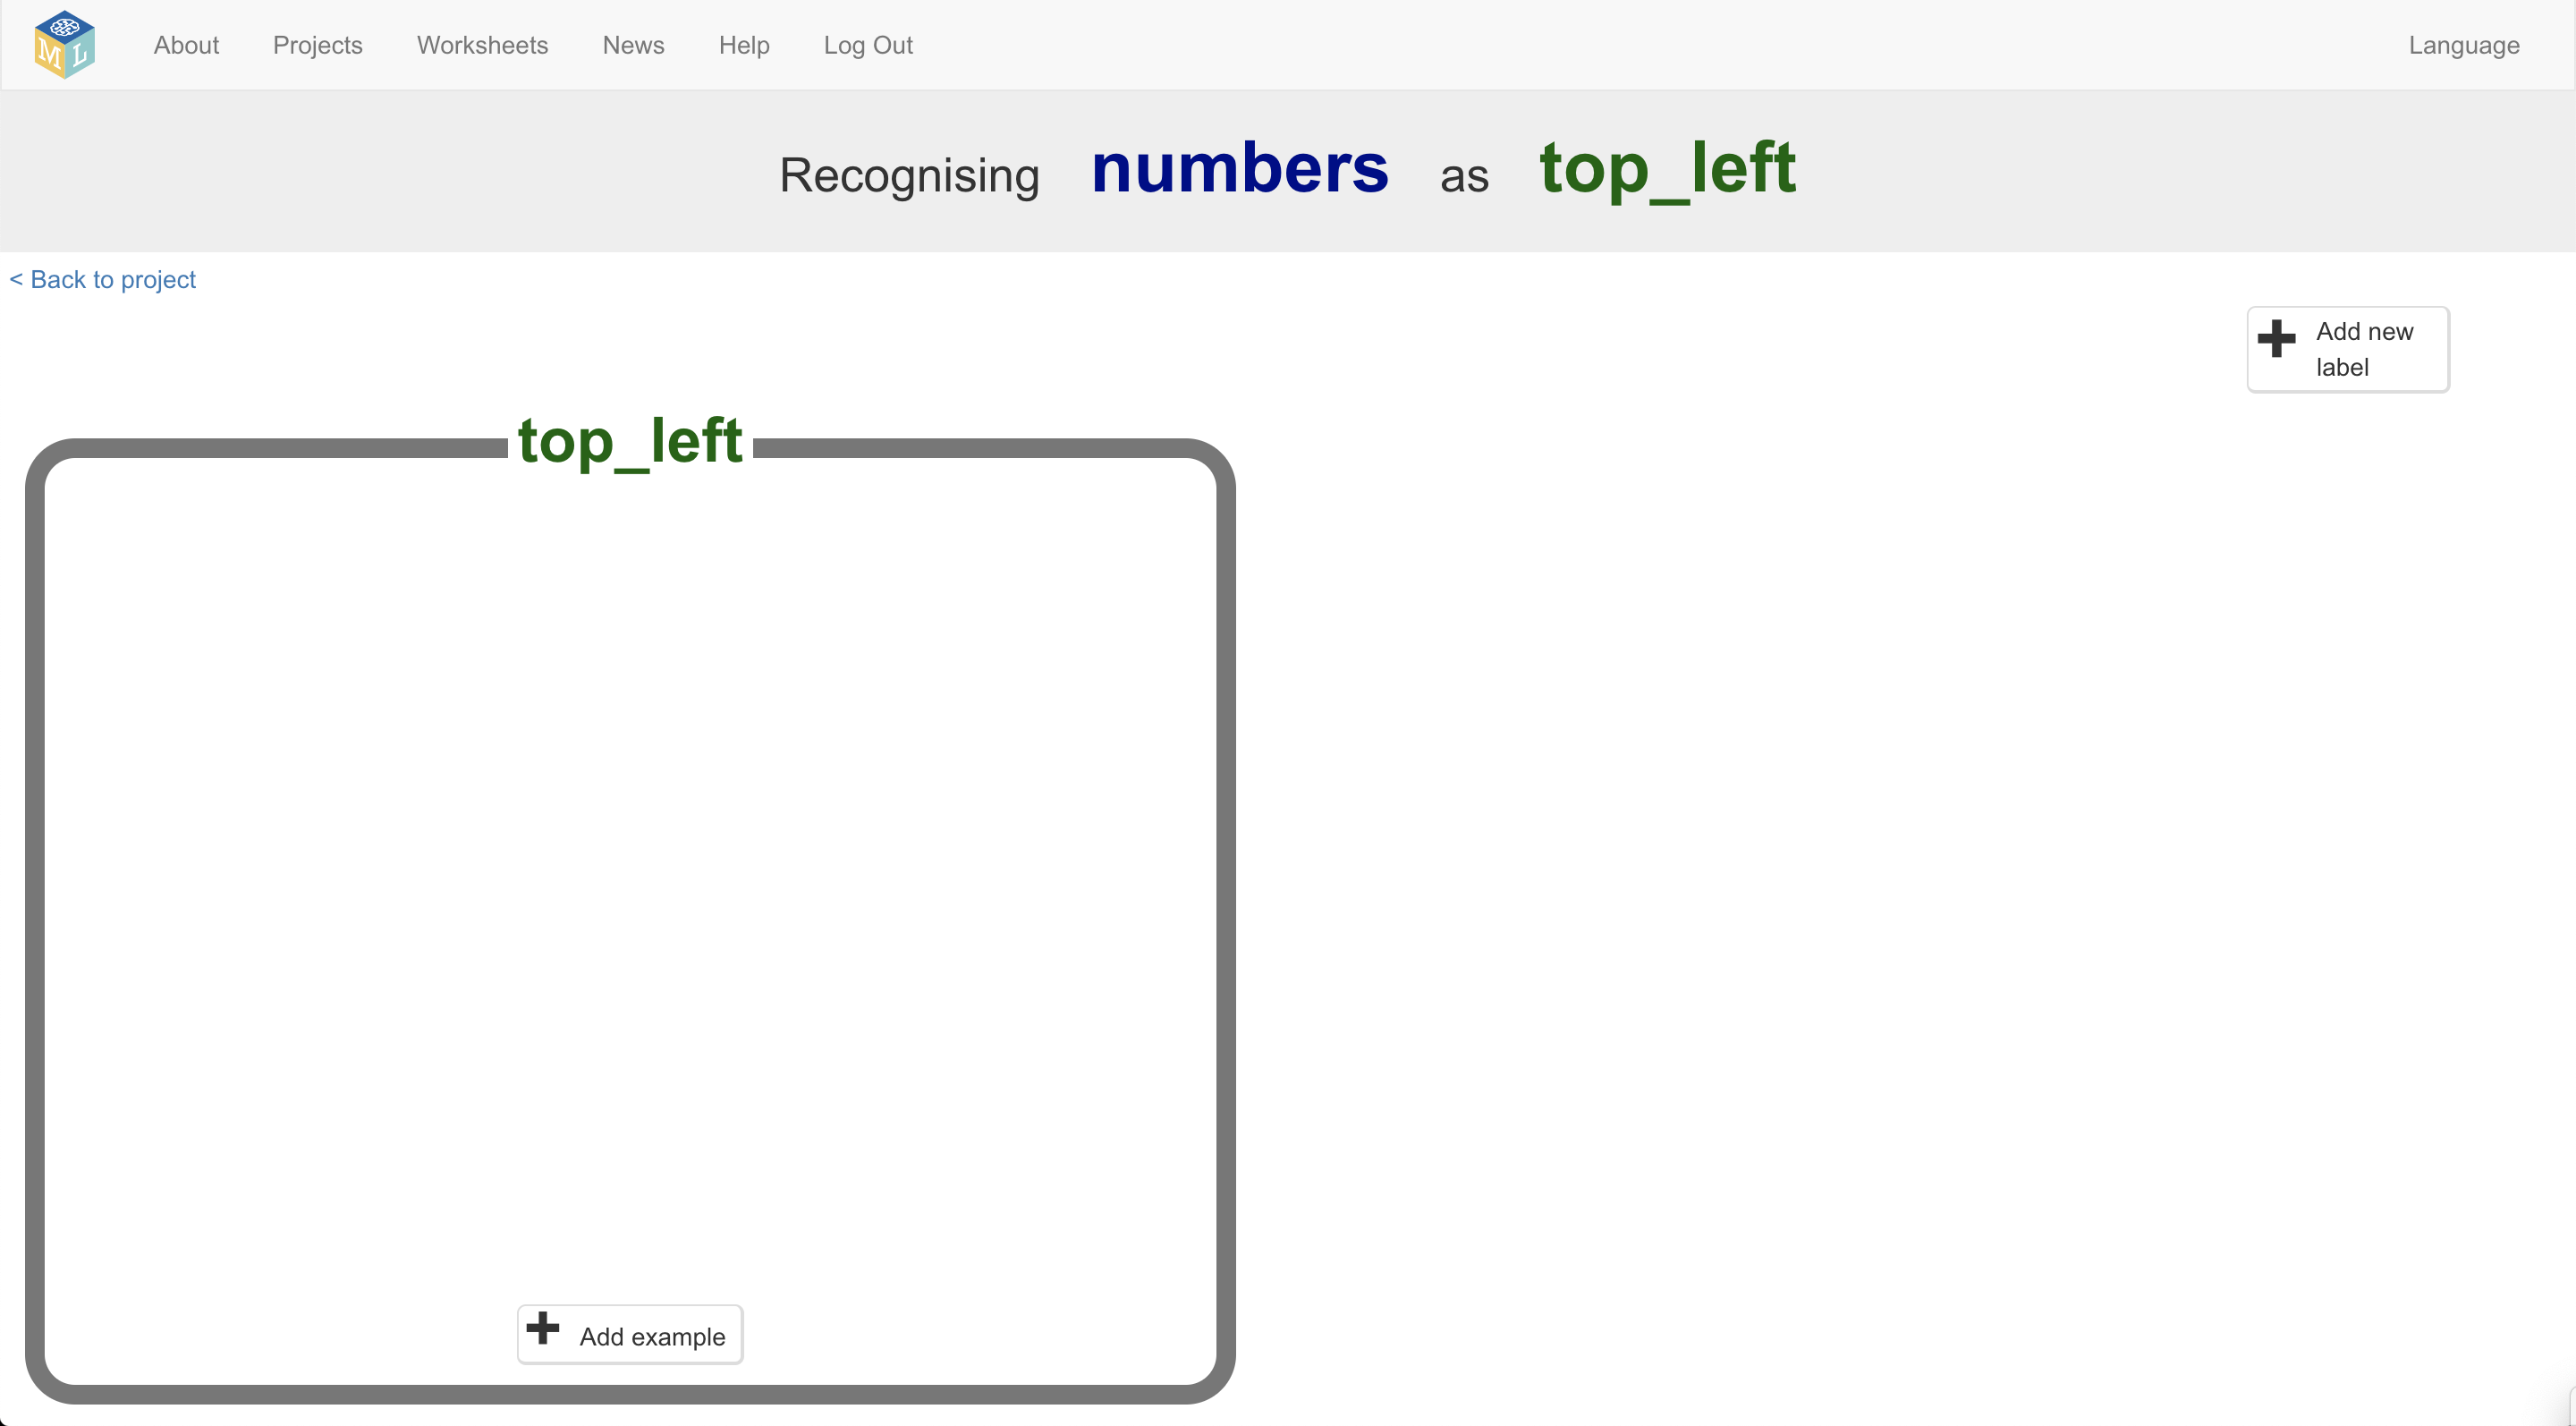 M L About Projects Worksheets News Help Log Out Language
Recognising numbers as top_left
< Back to project
Add new
label
top_left
Add example